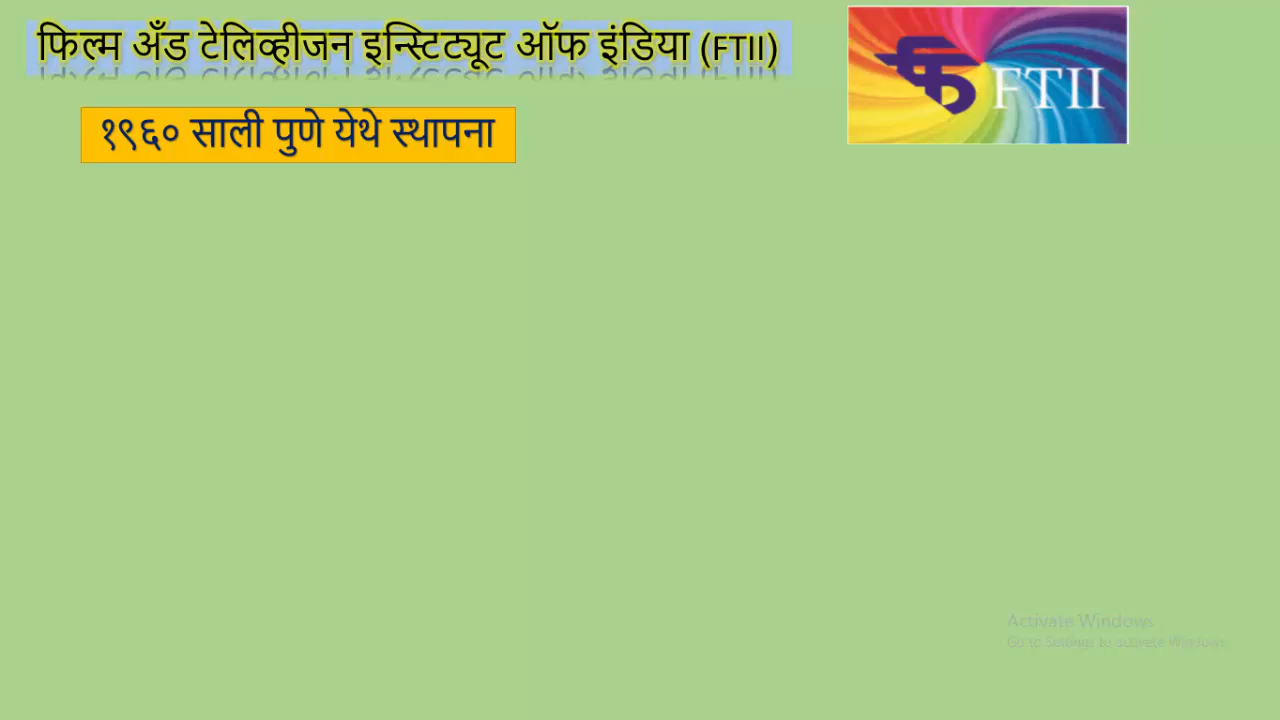 फिल्म अँड टेलिव्हीजन इन्स्टिट्यूट ऑफ इंडिया (FTII)
FTII
१९६० साली पुणे येथे स्थापना
Activate Windows
Go to Settings to activate Windows.